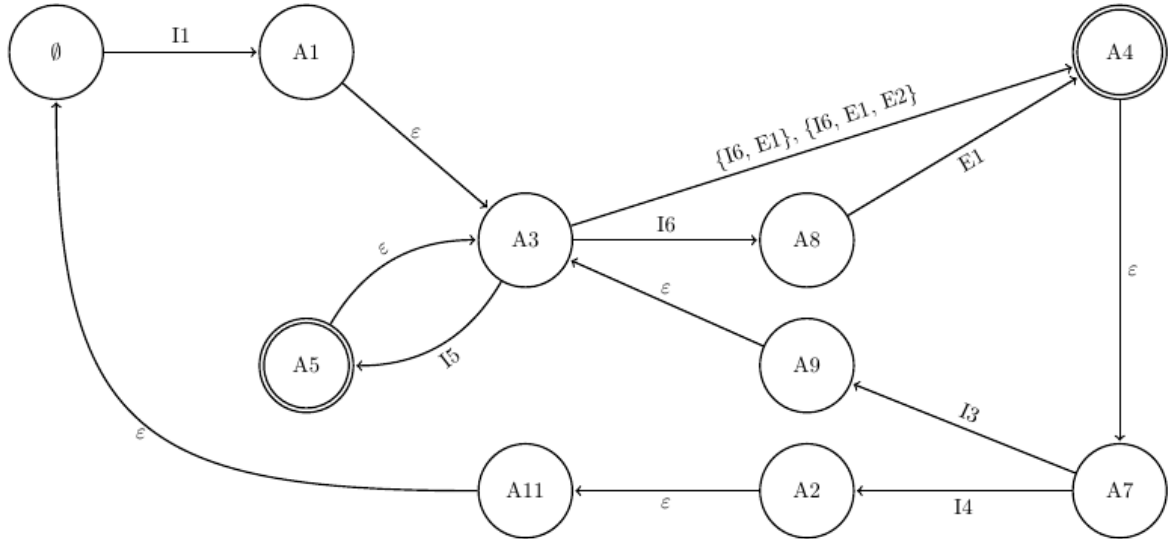 ∅
I1
A1
A4
ε
{I6, E1}, {I6, E1, E2}
E1
ε
A3
I6
A8
ε
ε
A5
I5
A9
I3
ε
A11
ε
A2
I4
A7